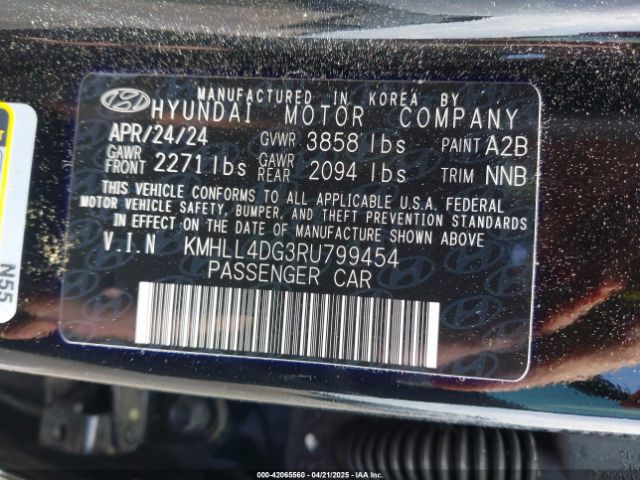 MANUFACTURED IN KOREA BY
HYUNDAI MOTOR COMPANY
APR/24/24 GVWR 3858 lbs PAINT A2B
GAWR FRONT 2271 lbs GAWR REAR 2094 lbs TRIM NNB
THIS VEHICLE CONFORMS TO ALL APPLICABLE U.S.A. FEDERAL
MOTOR VEHICLE SAFETY, BUMPER, AND THEFT PREVENTION STANDARDS
IN EFFECT ON THE DATE OF MANUFACTURE SHOWN ABOVE.
V.I.N KMHLL4DG3RU799454
PASSENGER CAR
N55
000-42065560 - 04/21/2025 - IAA Inc.